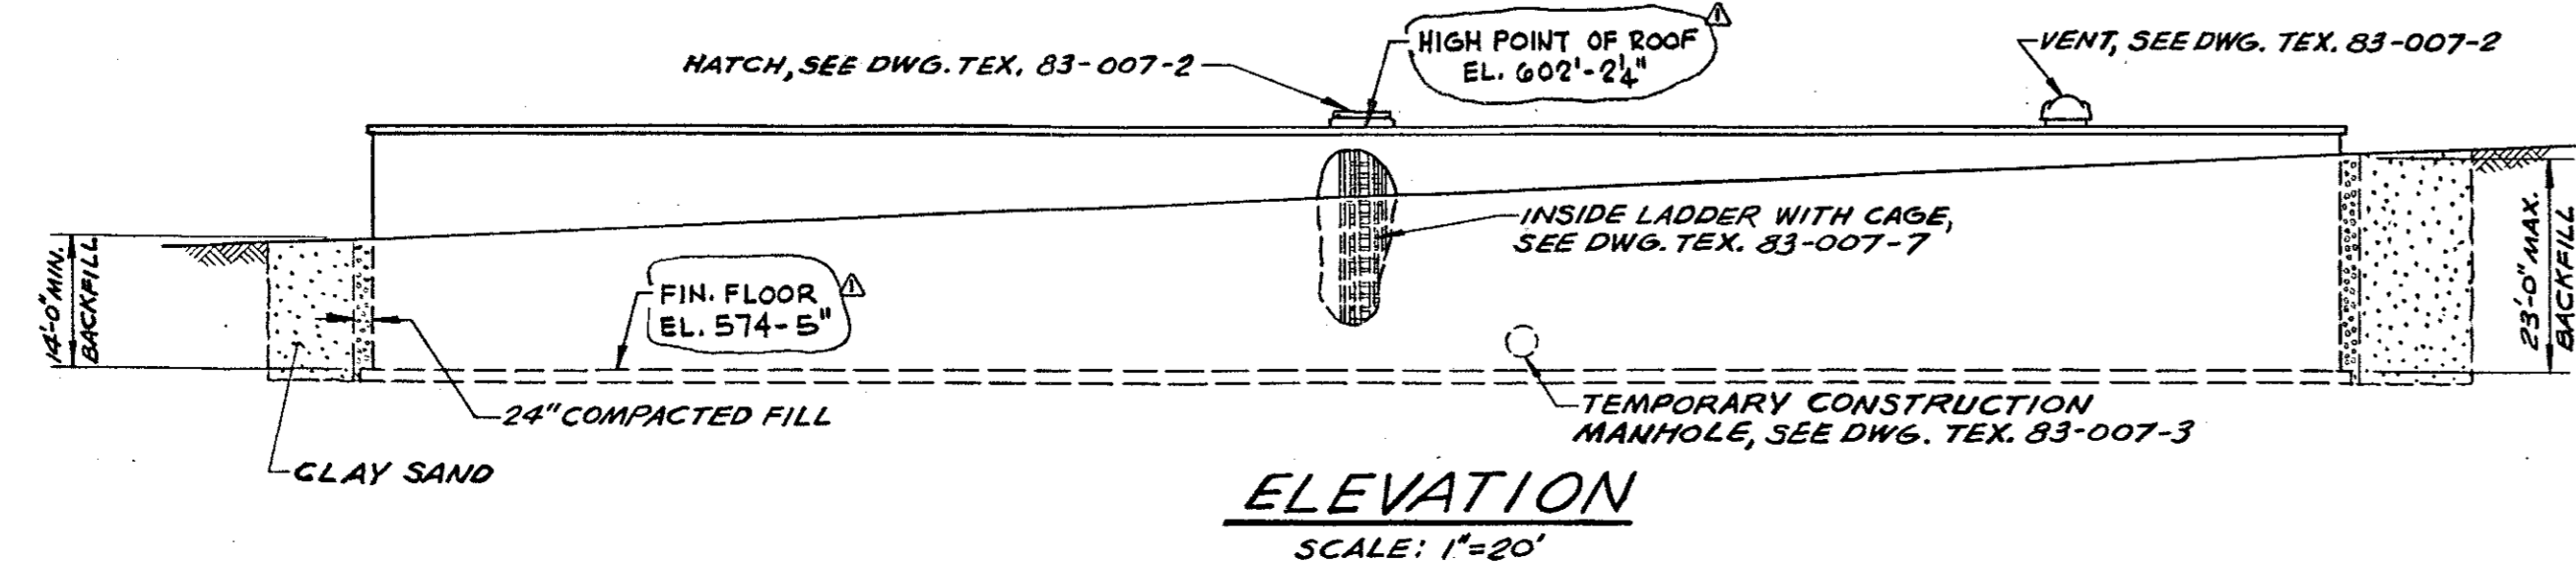 HATCH, SEE DWG. TEX. 83-007-2
HIGH POINT OF ROOF
EL. 602'-2¼"
1
VENT, SEE DWG. TEX. 83-007-2
INSIDE LADDER WITH CAGE,
SEE DWG. TEX. 83-007-7
14'-0" MIN.
BACKFILL
FIN. FLOOR
EL. 574-5"
1
23'-0" MAX.
BACKFILL
24" COMPACTED FILL
TEMPORARY CONSTRUCTION
MANHOLE, SEE DWG. TEX. 83-007-3
CLAY SAND
ELEVATION
SCALE: 1"=20'